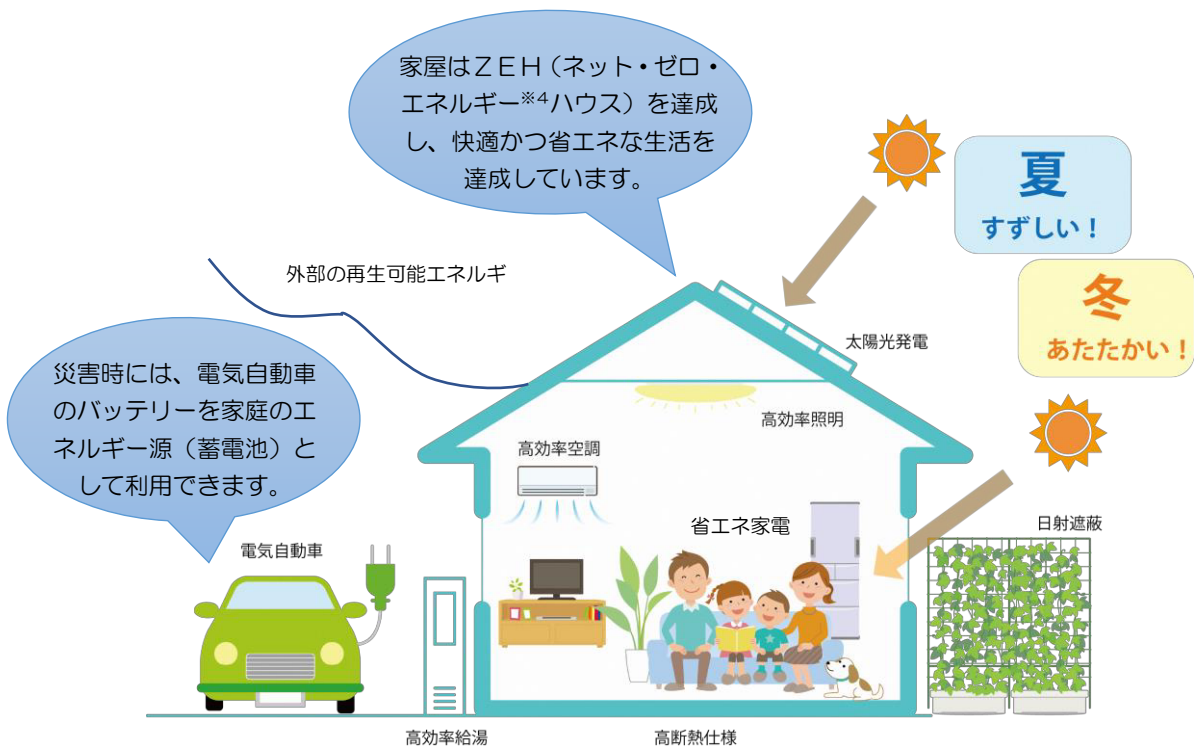 家屋はＺＥＨ（ネット・ゼロ・
エネルギー※4ハウス）を達成
し、快適かつ省エネな生活を
達成しています。
夏
すずしい！
外部の再生可能エネルギ
冬
あたたかい！
太陽光発電
災害時には、電気自動車
のバッテリーを家庭のエ
ネルギー源（蓄電池）と
して利用できます。
高効率照明
高効率空調
省エネ家電
日射遮蔽
電気自動車
高効率給湯
高断熱仕様